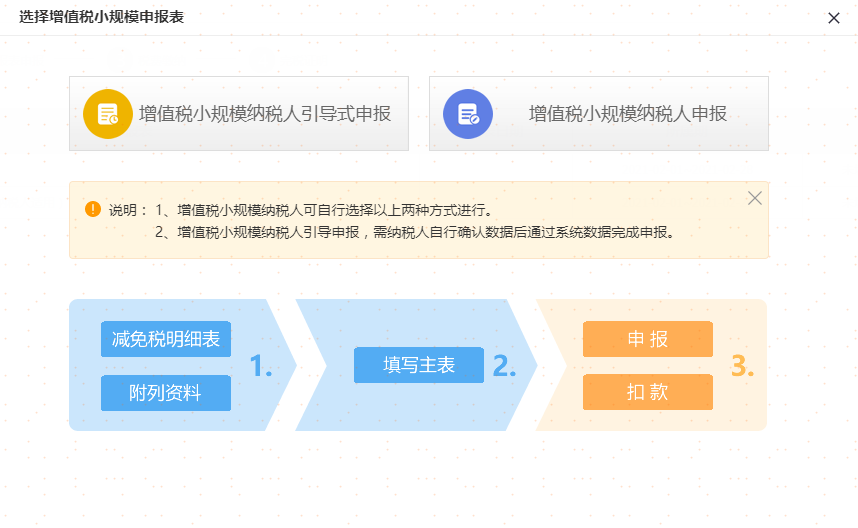 选择增值税小规模申报表
增值税小规模纳税人引导式申报
增值税小规模纳税人申报
说明： 1、增值税小规模纳税人可自行选择以上两种方式进行。
2、增值税小规模纳税人引导申报，需纳税人自行确认数据后通过系统数据完成申报。
减免税明细表
附列资料
1.
填写主表
2.
申 报
扣 款
3.